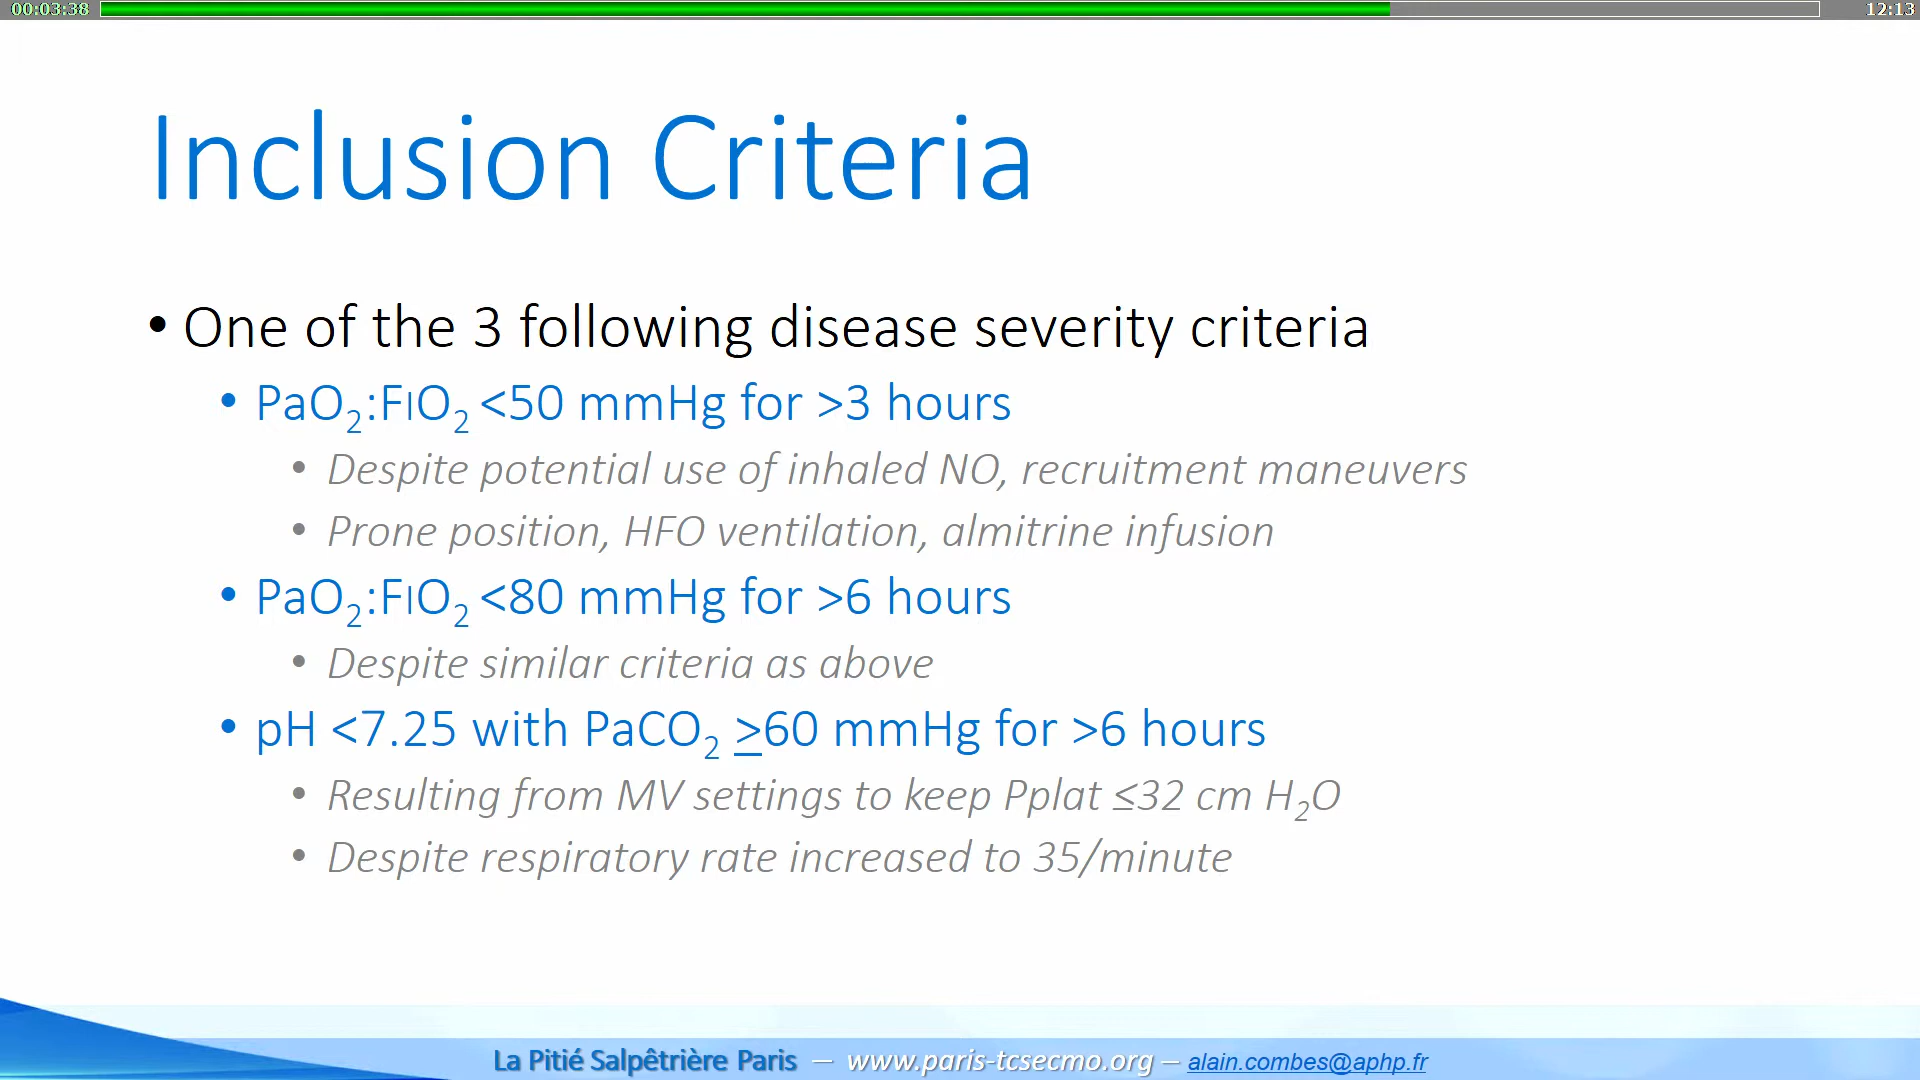 00:03:38 12:13
Inclusion Criteria
• One of the 3 following disease severity criteria
• PaO₂:FIO₂ <50 mmHg for >3 hours
• Despite potential use of inhaled NO, recruitment maneuvers
• Prone position, HFO ventilation, almitrine infusion
• PaO₂:FIO₂ <80 mmHg for >6 hours
• Despite similar criteria as above
• pH <7.25 with PaCO₂ ≥60 mmHg for >6 hours
• Resulting from MV settings to keep Pplat ≤32 cm H₂O
• Despite respiratory rate increased to 35/minute
La Pitié Salpêtrière Paris – www.paris-tcsecmo.org – alain.combes@aphp.fr